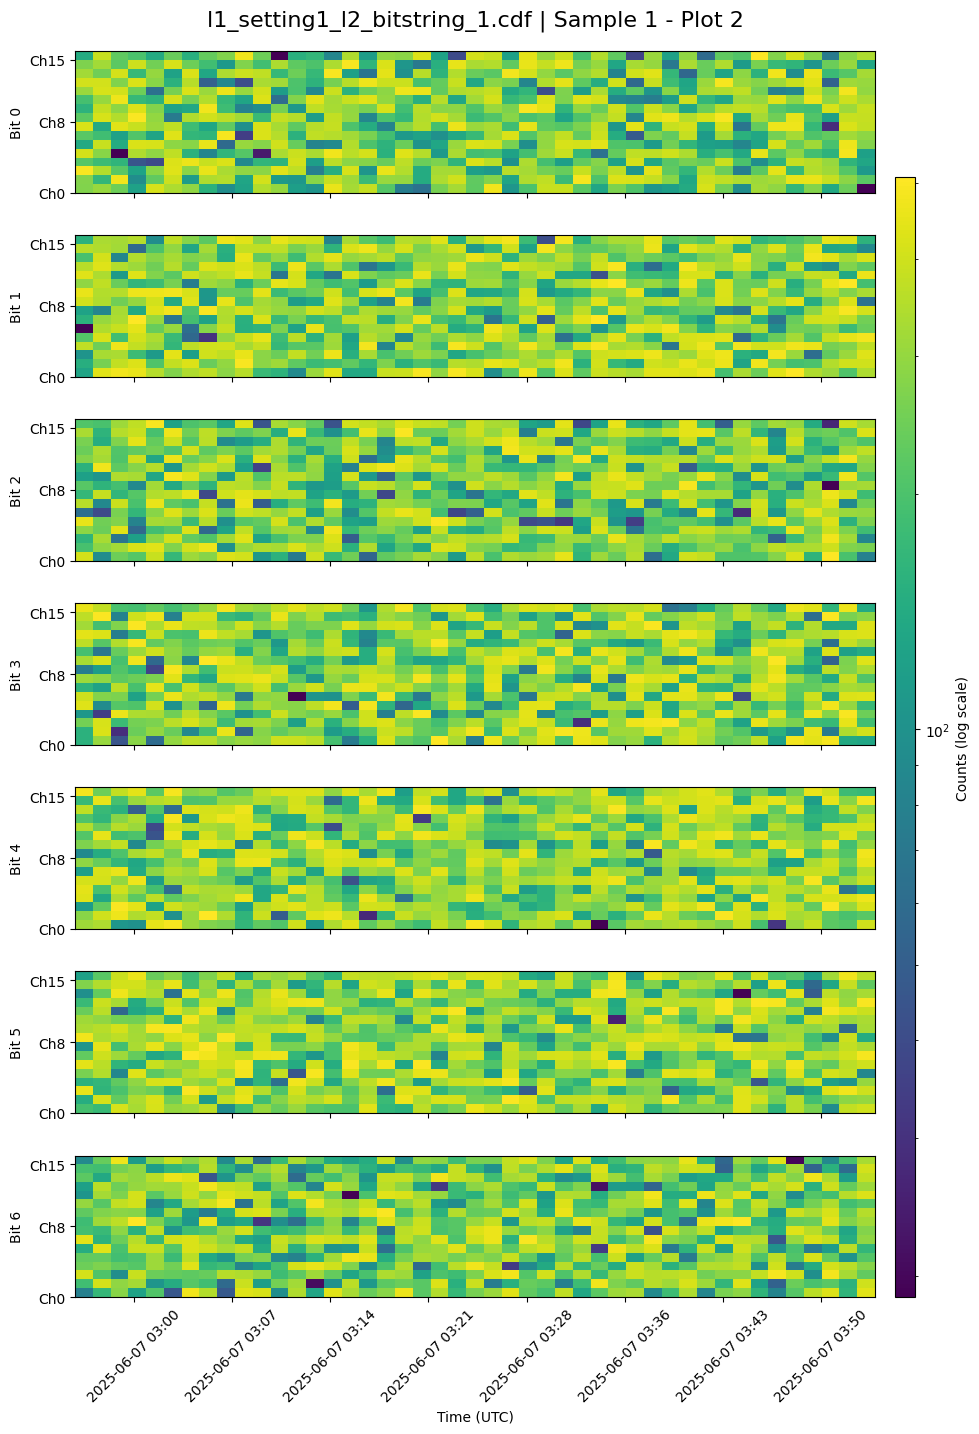 l1_setting1_l2_bitstring_1.cdf | Sample 1 - Plot 2
Ch15
Ch8
Ch0
Bit 0
Ch15
Ch8
Ch0
Bit 1
Ch15
Ch8
Ch0
Bit 2
Ch15
Ch8
Ch0
Bit 3
Ch15
Ch8
Ch0
Bit 4
Ch15
Ch8
Ch0
Bit 5
Ch15
Ch8
Ch0
Bit 6
2025-06-07 03:00
2025-06-07 03:07
2025-06-07 03:14
2025-06-07 03:21
2025-06-07 03:28
2025-06-07 03:36
2025-06-07 03:43
2025-06-07 03:50
Time (UTC)
10²
Counts (log scale)